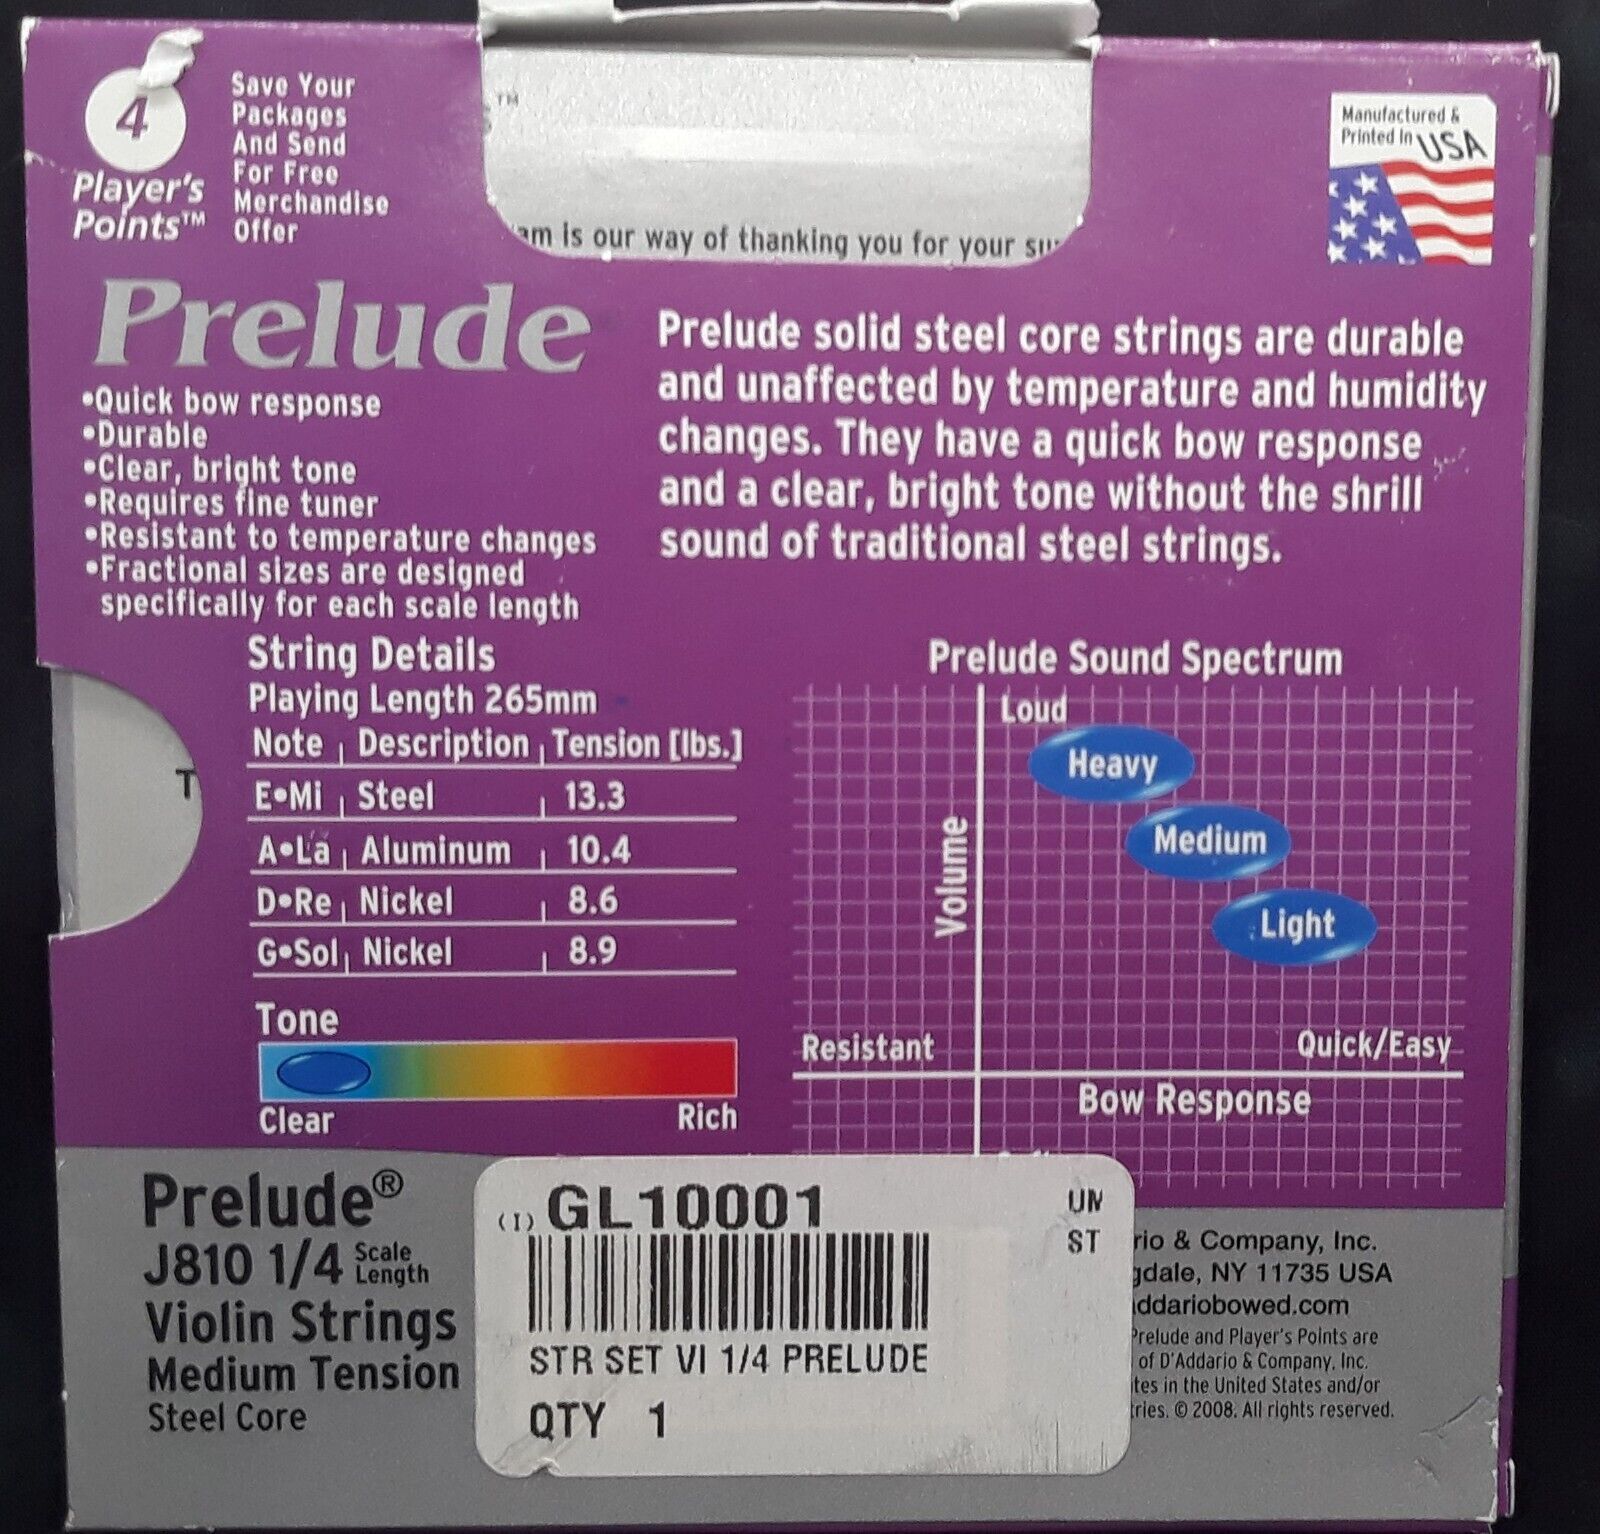 4
Player's
Points™
Save Your
Packages
And Send
For Free
Merchandise
Offer
™
is our way of thanking you for your
Manufactured &
Printed In USA
Prelude
•Quick bow response
•Durable
•Clear, bright tone
•Requires fine tuner
•Resistant to temperature changes
•Fractional sizes are designed
specifically for each scale length
Prelude solid steel core strings are durable
and unaffected by temperature and humidity
changes. They have a quick bow response
and a clear, bright tone without the shrill
sound of traditional steel strings.
String Details
Playing Length 265mm
Note | Description | Tension [lbs.]
E•Mi | Steel | 13.3
A•La | Aluminum | 10.4
D•Re | Nickel | 8.6
G•Sol | Nickel | 8.9
T
Tone
Clear Rich
Prelude Sound Spectrum
Loud
Heavy
Medium
Light
Volume
Resistant Quick/Easy
Bow Response
Prelude®
J810 1/4 Scale Length
Violin Strings
Medium Tension
Steel Core
(I) GL10001
UN
ST
STR SET VI 1/4 PRELUDE
QTY 1
rio & Company, Inc.
gdale, NY 11735 USA
ddariobowed.com
Prelude and Player's Points are
of D'Addario & Company, Inc.
tes in the United States and/or
ries. © 2008. All rights reserved.